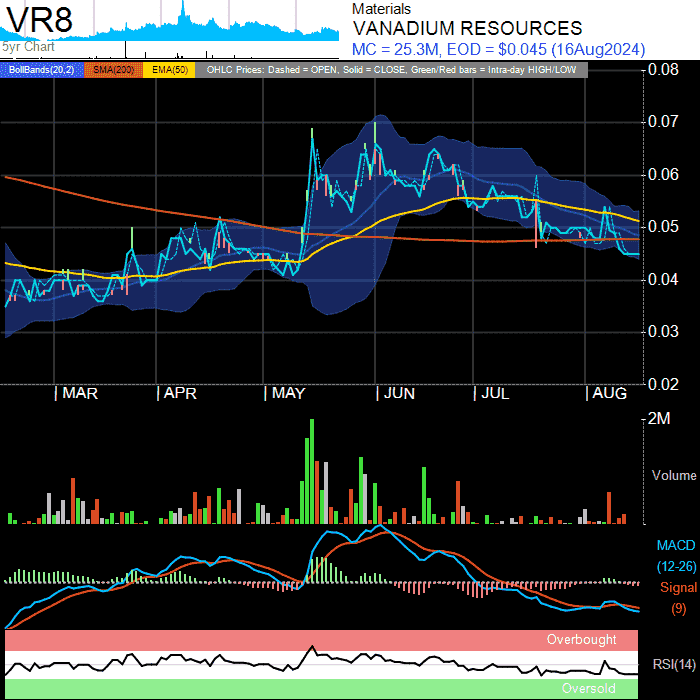 VR8
5yr Chart
Materials
VANADIUM RESOURCES
MC = 25.3M, EOD = $0.045 (16Aug2024)
BollBands(20,2) SMA(200) EMA(50) OHLC Prices: Dashed = OPEN, Solid = CLOSE, Green/Red bars = Intra-day HIGH/LOW
0.08
0.07
0.06
0.05
0.04
0.03
0.02
MAR APR MAY JUN JUL AUG
2M
Volume
MACD
(12-26)
Signal
(9)
Overbought
RSI(14)
Oversold